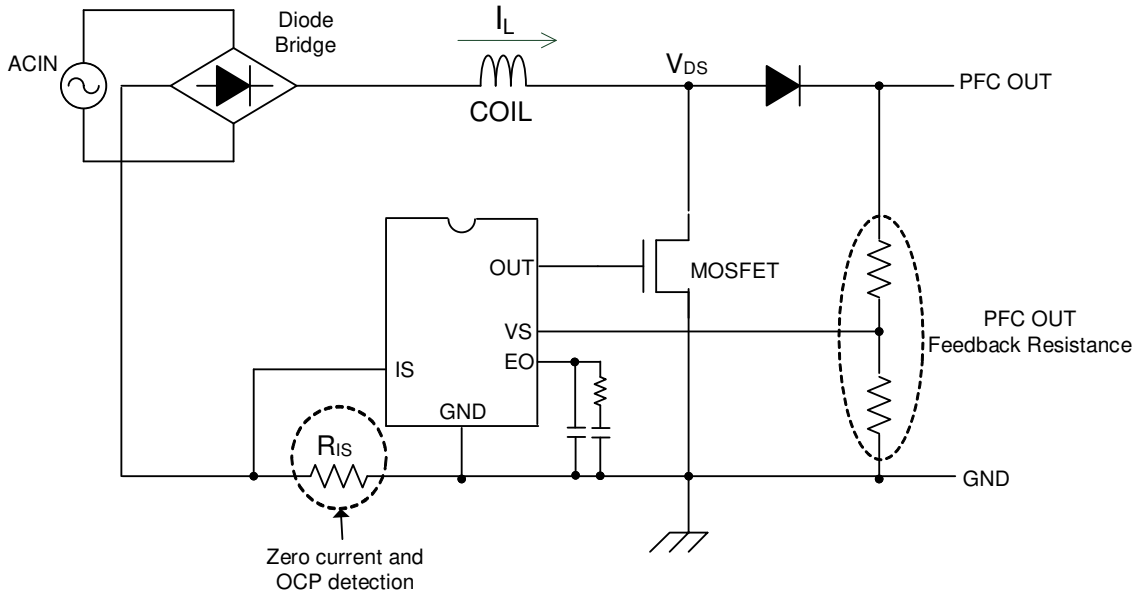 Diode
Bridge
IL
ACIN
VDS
PFC OUT
COIL
OUT
MOSFET
VS
PFC OUT
Feedback Resistance
EO
IS
GND
RIS
GND
Zero current and
OCP detection